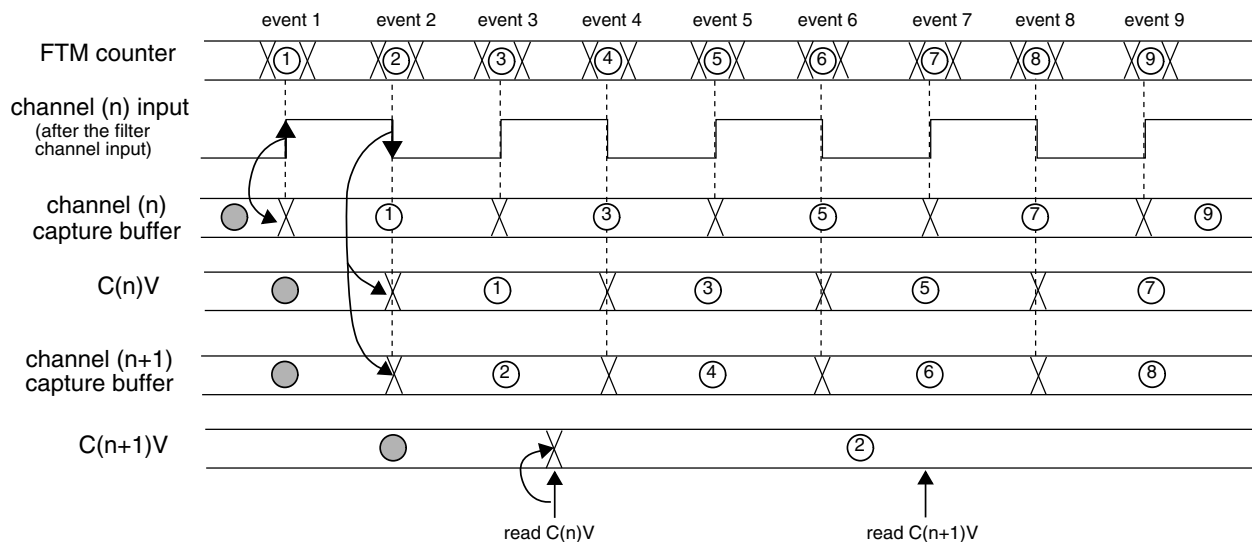 event 1 event 2 event 3 event 4 event 5 event 6 event 7 event 8 event 9
FTM counter 1 2 3 4 5 6 7 8 9
channel (n) input
(after the filter
channel input)
channel (n)
capture buffer 1 3 5 7 9
C(n)V 1 3 5 7
channel (n+1)
capture buffer 2 4 6 8
C(n+1)V 2
read C(n)V read C(n+1)V